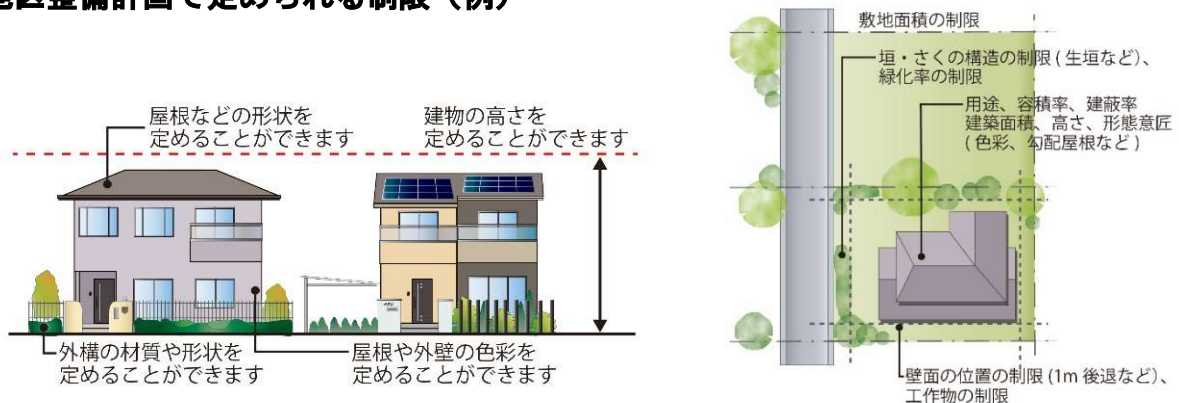 地区整備計画で定められる制限（例）
屋根などの形状を
定めることができます
建物の高さを
定めることができます
外構の材質や形状を
定めることができます
屋根や外壁の色彩を
定めることができます
敷地面積の制限
垣・さくの構造の制限(生垣など)、
緑化率の制限
用途、容積率、建蔽率
建築面積、高さ、形態意匠
(色彩、勾配屋根など)
壁面の位置の制限(1m後退など)、
工作物の制限